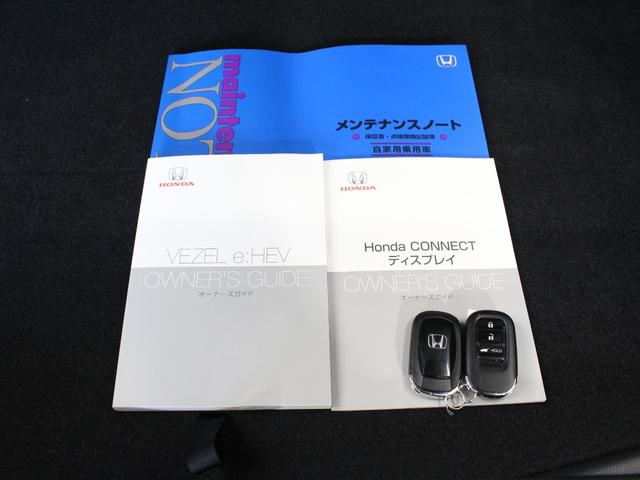 メンテナンスノート
保証書・点検整備記録簿
自家用乗用車
HONDA
VEZEL e:HEV
OWNER'S GUIDE
オーナーズガイド
HONDA
Honda CONNECT
ディスプレイ
OWNER'S GUIDE
オーナーズガイド
HOLD